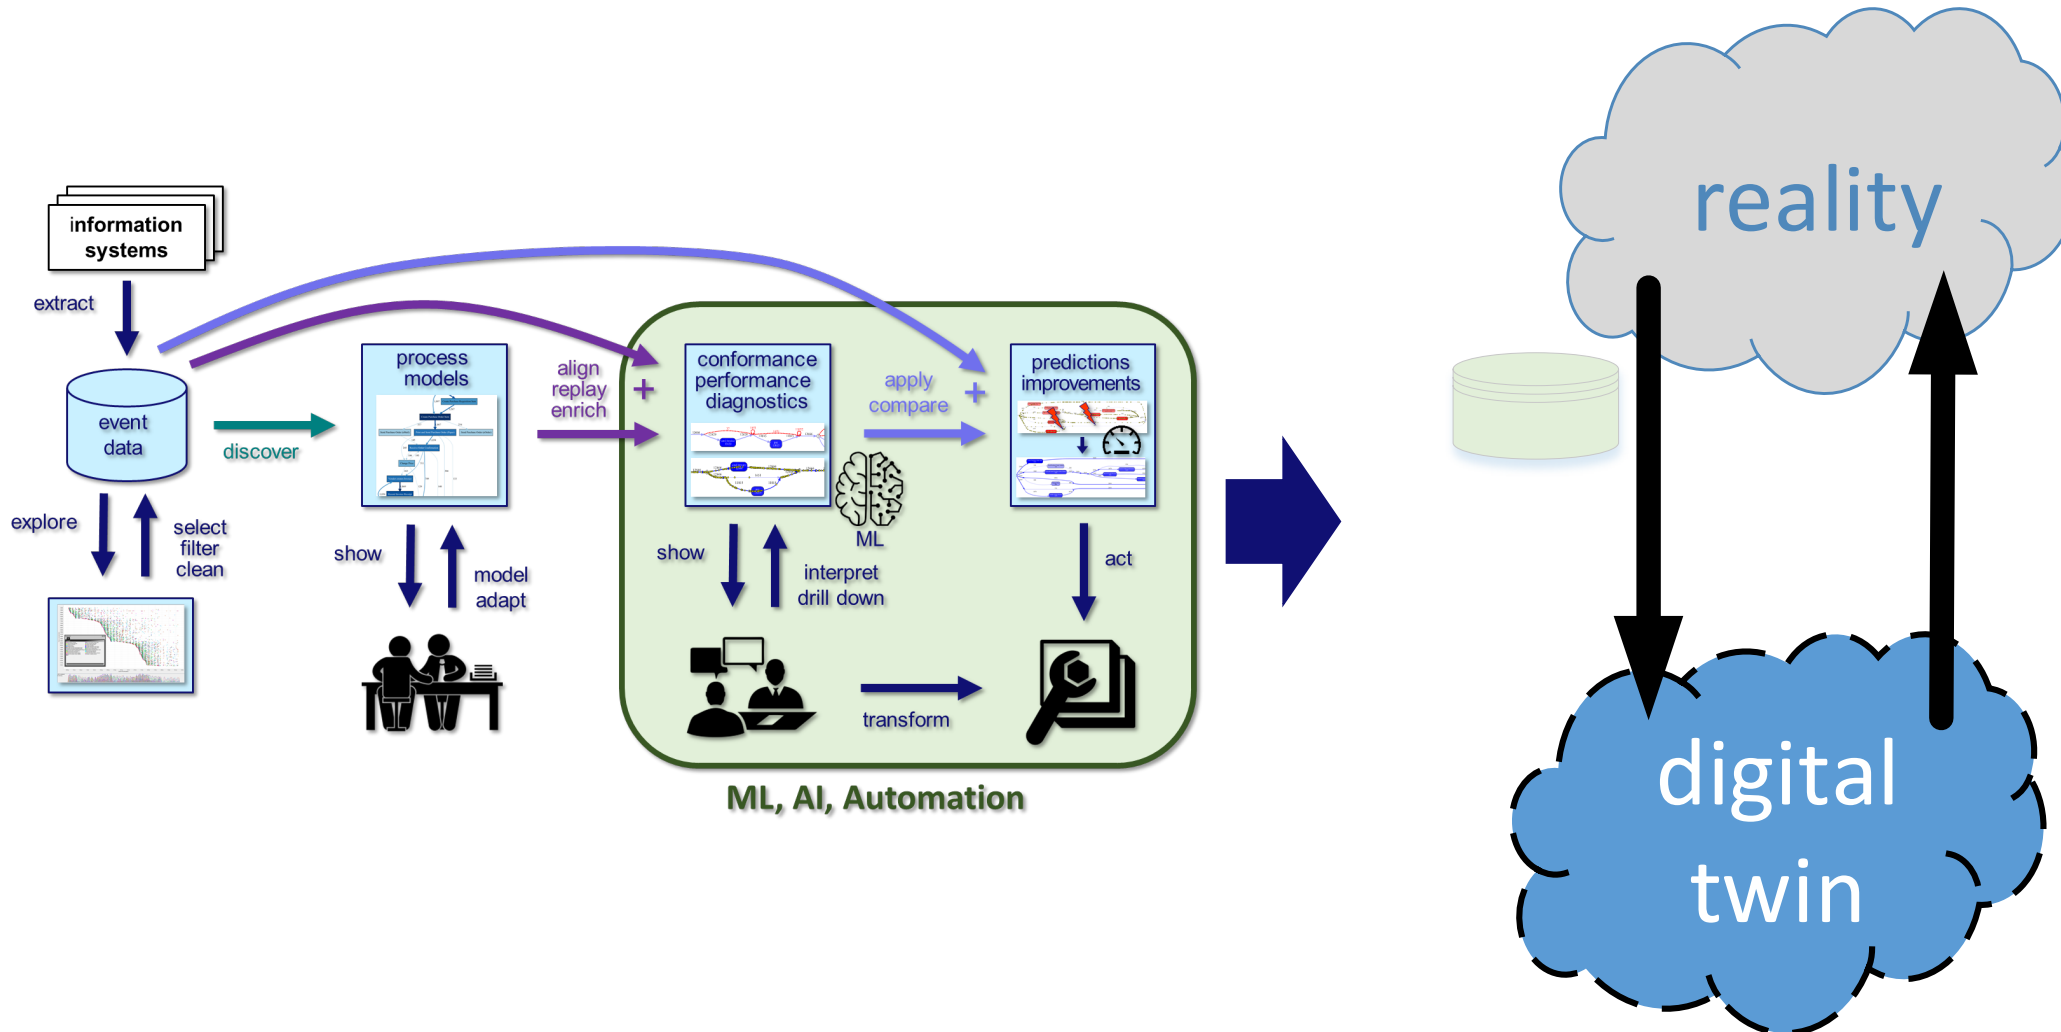 information
systems
extract
event
data
discover
explore
select
filter
clean
process
models
show
model
adapt
align
replay
enrich
+
conformance
performance
diagnostics
ML
show
interpret
drill down
apply
compare
+
predictions
improvements
act
transform
ML, AI, Automation
reality
digital
twin